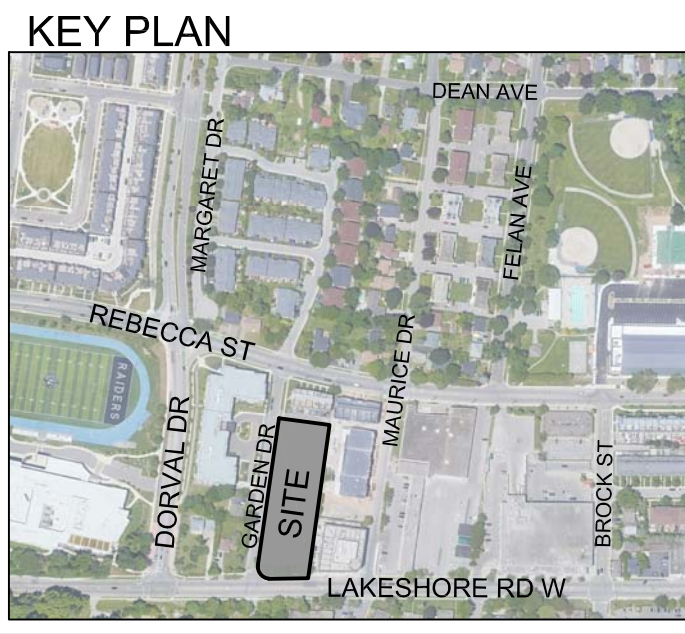 KEY PLAN
DEAN AVE
MARGARET DR
FELAN AVE
REBECCA ST
RAIDERS
MAURICE DR
DORVAL DR
GARDEN DR
SITE
BROCK ST
LAKESHORE RD W